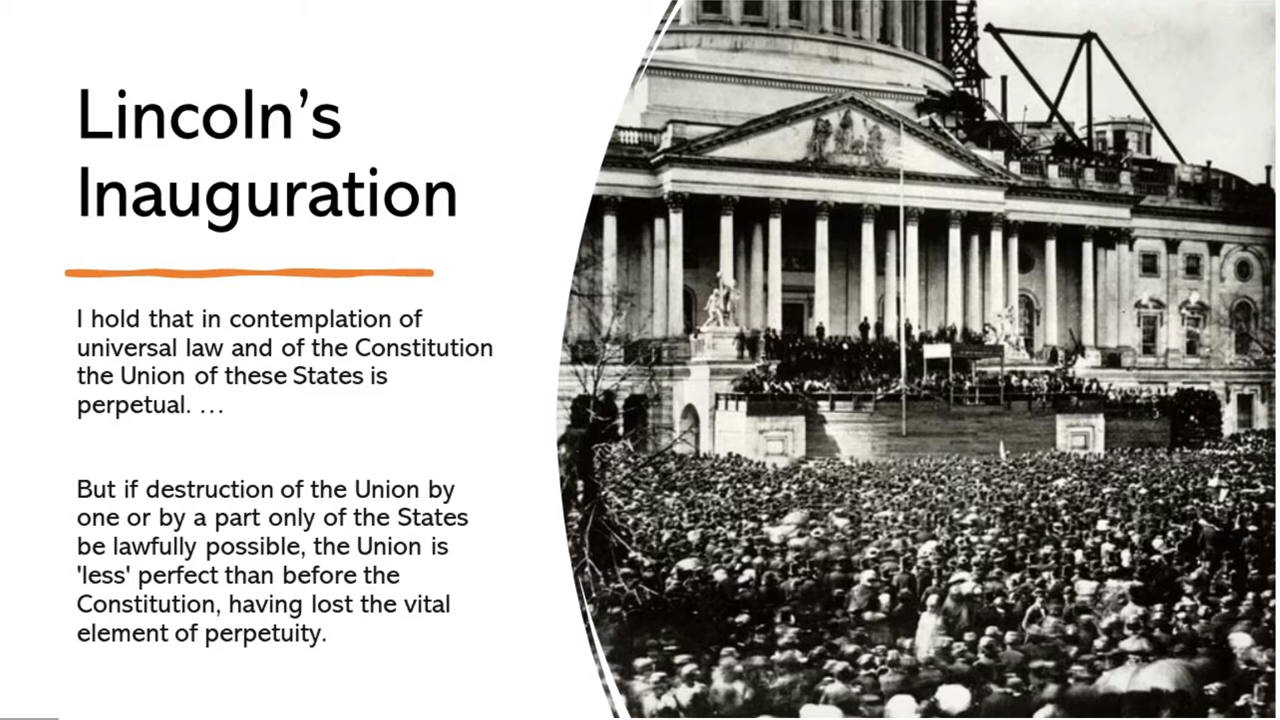 Lincoln’s
Inauguration
I hold that in contemplation of
universal law and of the Constitution
the Union of these States is
perpetual. …
But if destruction of the Union by
one or by a part only of the States
be lawfully possible, the Union is
'less' perfect than before the
Constitution, having lost the vital
element of perpetuity.